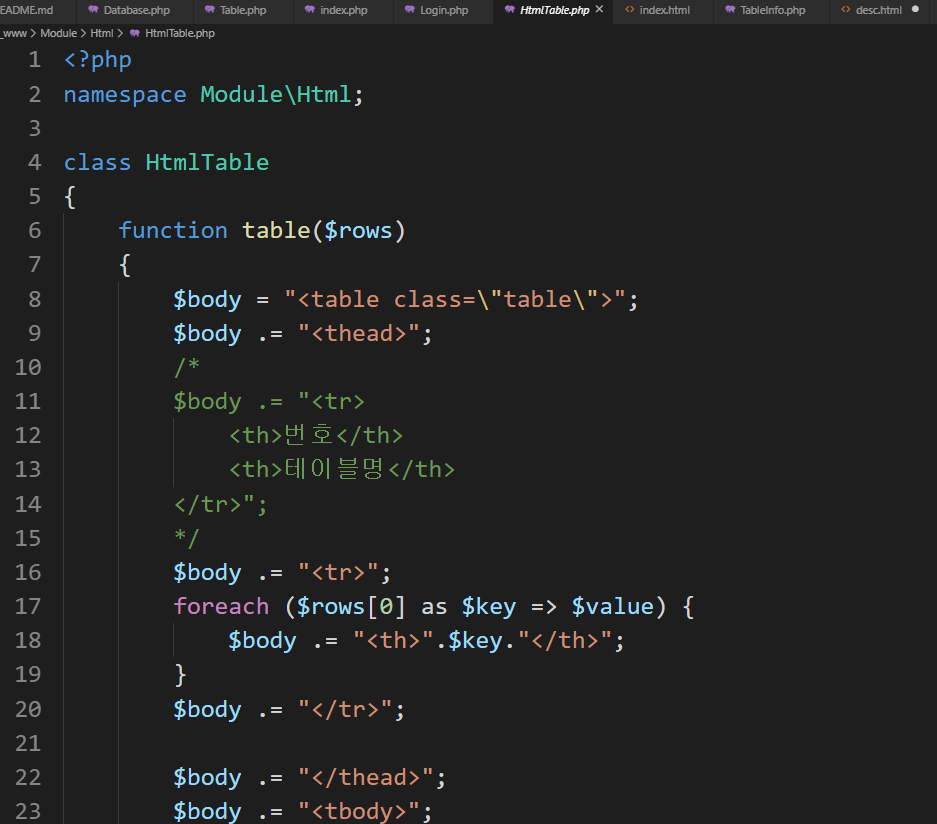 EADME.md Database.php Table.php index.php Login.php HtmlTable.php index.html TableInfo.php desc.html
_www > Module > Html > HtmlTable.php
1 <?php
2 namespace Module\Html;
3
4 class HtmlTable
5 {
6 function table($rows)
7 {
8 $body = "<table class=\"table\">";
9 $body .= "<thead>";
10 /*
11 $body .= "<tr>
12 <th>번호</th>
13 <th>테이블명</th>
14 </tr>";
15 */
16 $body .= "<tr>";
17 foreach ($rows[0] as $key => $value) {
18 $body .= "<th>".$key."</th>";
19 }
20 $body .= "</tr>";
21
22 $body .= "</thead>";
23 $body .= "<tbody>";